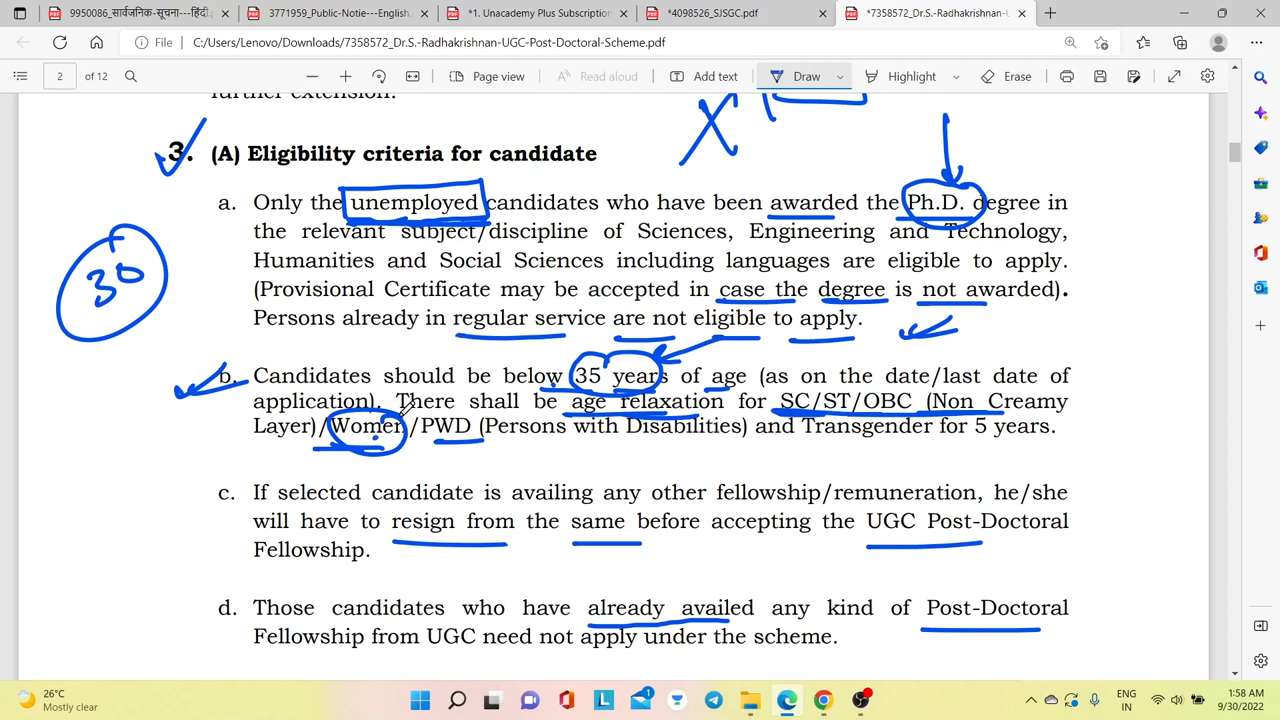 9950086_सार्वजनिक-सूचना---हिंदी.
3771959_Public-Notie---English.
*1. Unacademy Plus Subscription
*4098526_SJSGC.pdf
*7358572_Dr.S.-Radhakrishnan-U
File
C:/Users/Lenovo/Downloads/7358572_Dr.S.-Radhakrishnan-UGC-Post-Doctoral-Scheme.pdf
2 of 12
Page view
Read aloud
Add text
Draw
Highlight
Erase
further extension.
3. (A) Eligibility criteria for candidate
a. Only the unemployed candidates who have been awarded the Ph.D. degree in
the relevant subject/discipline of Sciences, Engineering and Technology,
Humanities and Social Sciences including languages are eligible to apply.
(Provisional Certificate may be accepted in case the degree is not awarded).
Persons already in regular service are not eligible to apply.
30
b. Candidates should be below 35 years of age (as on the date/last date of
application). There shall be age relaxation for SC/ST/OBC (Non Creamy
Layer)/Women/PWD (Persons with Disabilities) and Transgender for 5 years.
c. If selected candidate is availing any other fellowship/remuneration, he/she
will have to resign from the same before accepting the UGC Post-Doctoral
Fellowship.
d. Those candidates who have already availed any kind of Post-Doctoral
Fellowship from UGC need not apply under the scheme.
26°C
Mostly clear
1
ENG
IN
1:58 AM
9/30/2022